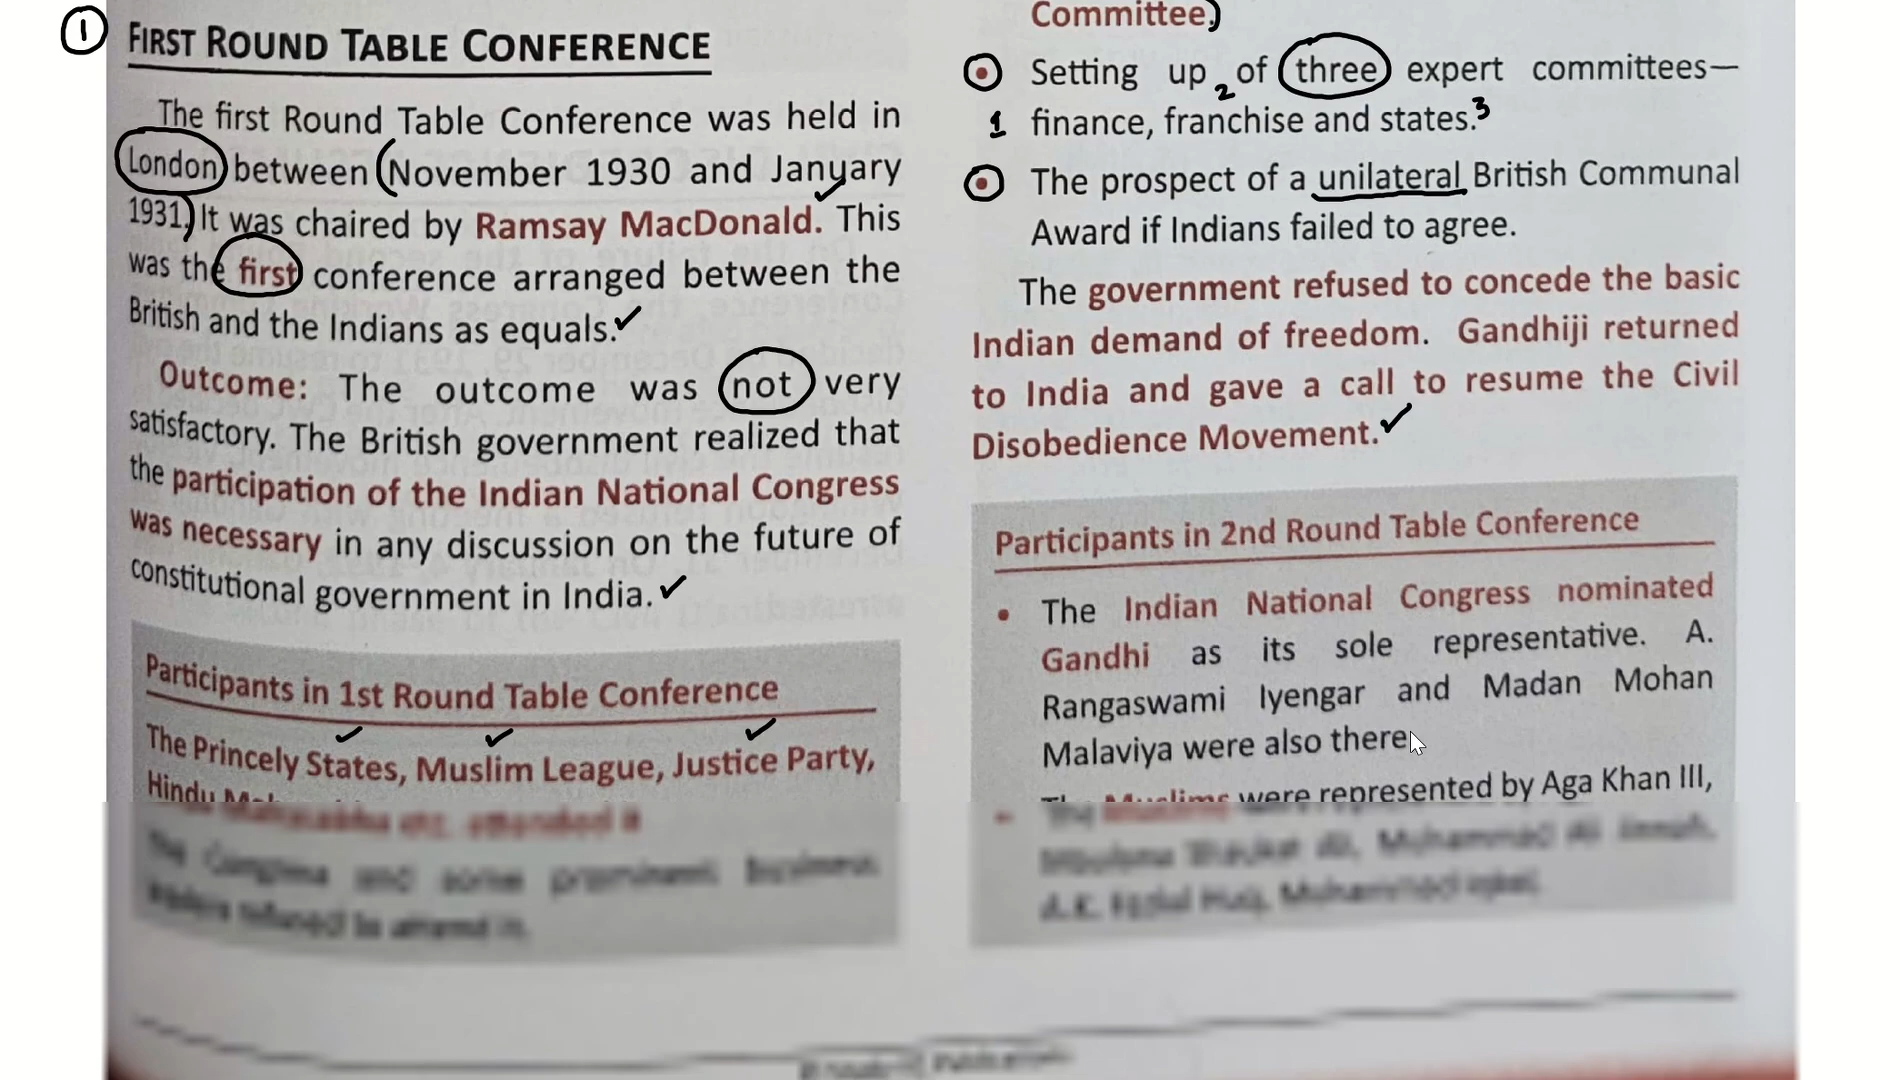 1
FIRST ROUND TABLE CONFERENCE
The first Round Table Conference was held in
London between November 1930 and January
1931. It was chaired by Ramsay MacDonald. This
was the first conference arranged between the
British and the Indians as equals.
Outcome: The outcome was not very
satisfactory. The British government realized that
the participation of the Indian National Congress
was necessary in any discussion on the future of
constitutional government in India.
Participants in 1st Round Table Conference
The Princely States, Muslim League, Justice Party,
Hindu
Committee.
Setting up of three expert committees—
2
1 finance, franchise and states. 3
The prospect of a unilateral British Communal
Award if Indians failed to agree.
The government refused to concede the basic
Indian demand of freedom. Gandhiji returned
to India and gave a call to resume the Civil
Disobedience Movement.
Participants in 2nd Round Table Conference
• The Indian National Congress nominated
Gandhi as its sole representative. A.
Rangaswami Iyengar and Madan Mohan
Malaviya were also there
The Muslims were represented by Aga Khan III,